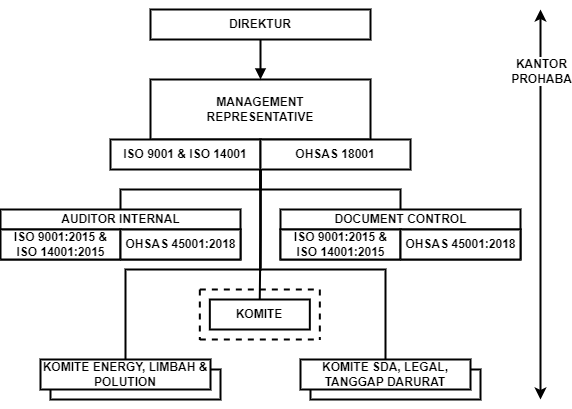 DIREKTUR
KANTOR
PROHABA
MANAGEMENT
REPRESENTATIVE
ISO 9001 & ISO 14001
OHSAS 18001
AUDITOR INTERNAL
DOCUMENT CONTROL
ISO 9001:2015 &
ISO 14001:2015
OHSAS 45001:2018
ISO 9001:2015 &
ISO 14001:2015
OHSAS 45001:2018
KOMITE
KOMITE ENERGY, LIMBAH &
POLUTION
KOMITE SDA, LEGAL,
TANGGAP DARURAT